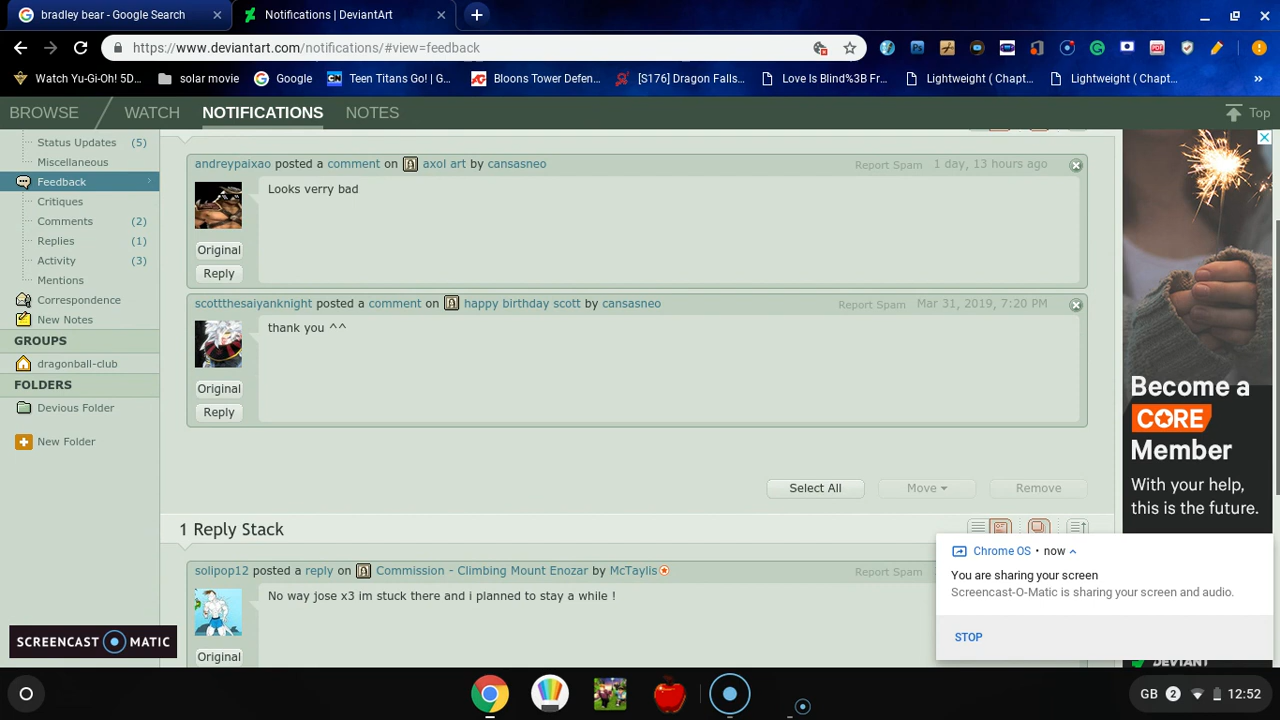 bradley bear - Google Search
Notifications | DeviantArt
https://www.deviantart.com/notifications/#view=feedback
Watch Yu-Gi-Oh! 5D...
solar movie
Google
Teen Titans Go! | G...
Bloons Tower Defen...
[S176] Dragon Falls...
Love Is Blind%3B Fr...
Lightweight ( Chapt...
Lightweight ( Chapt...
BROWSE WATCH NOTIFICATIONS NOTES Top
Status Updates (5)
Miscellaneous
Feedback
Critiques
Comments (2)
Replies (1)
Activity (3)
Mentions
Correspondence
New Notes
GROUPS
dragonball-club
FOLDERS
Devious Folder
New Folder
andreypaixao posted a comment on axol art by cansasneo Report Spam 1 day, 13 hours ago
Looks verry bad
Original
Reply
scottthesaiyanknight posted a comment on happy birthday scott by cansasneo Report Spam Mar 31, 2019, 7:20 PM
thank you ^^
Original
Reply
Select All Move Remove
1 Reply Stack
solipop12 posted a reply on Commission - Climbing Mount Enozar by McTaylis Report Spam
No way jose x3 im stuck there and i planned to stay a while !
Original
Become a
CORE
Member
With your help,
this is the future.
DEVIANT
Chrome OS • now
You are sharing your screen
Screencast-O-Matic is sharing your screen and audio.
STOP
SCREENCAST MATIC
GB 2 12:52